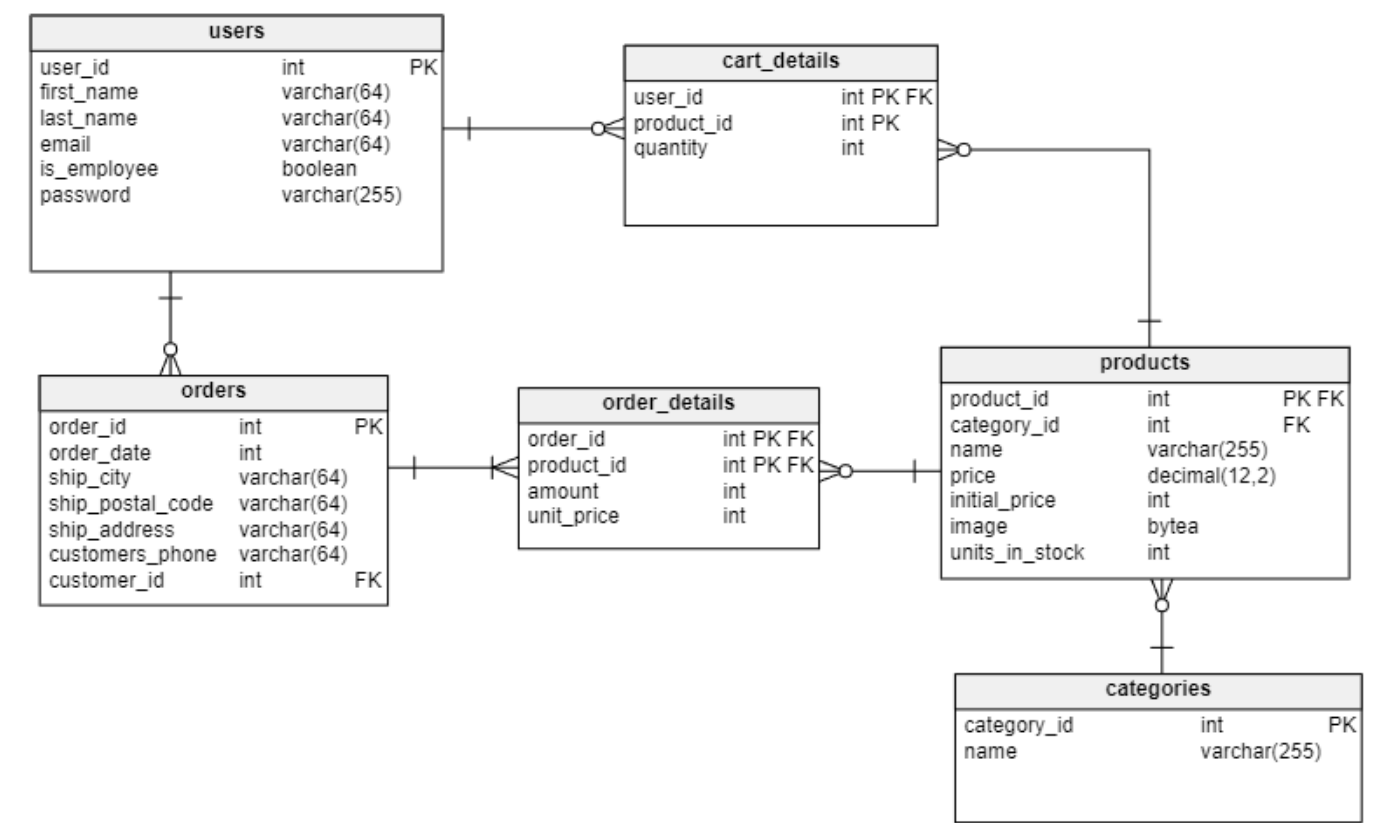 users
user_id int PK
first_name varchar(64)
last_name varchar(64)
email varchar(64)
is_employee boolean
password varchar(255)
cart_details
user_id int PK FK
product_id int PK
quantity int
orders
order_id int PK
order_date int
ship_city varchar(64)
ship_postal_code varchar(64)
ship_address varchar(64)
customers_phone varchar(64)
customer_id int FK
order_details
order_id int PK FK
product_id int PK FK
amount int
unit_price int
products
product_id int PK FK
category_id int FK
name varchar(255)
price decimal(12,2)
initial_price int
image bytea
units_in_stock int
categories
category_id int PK
name varchar(255)